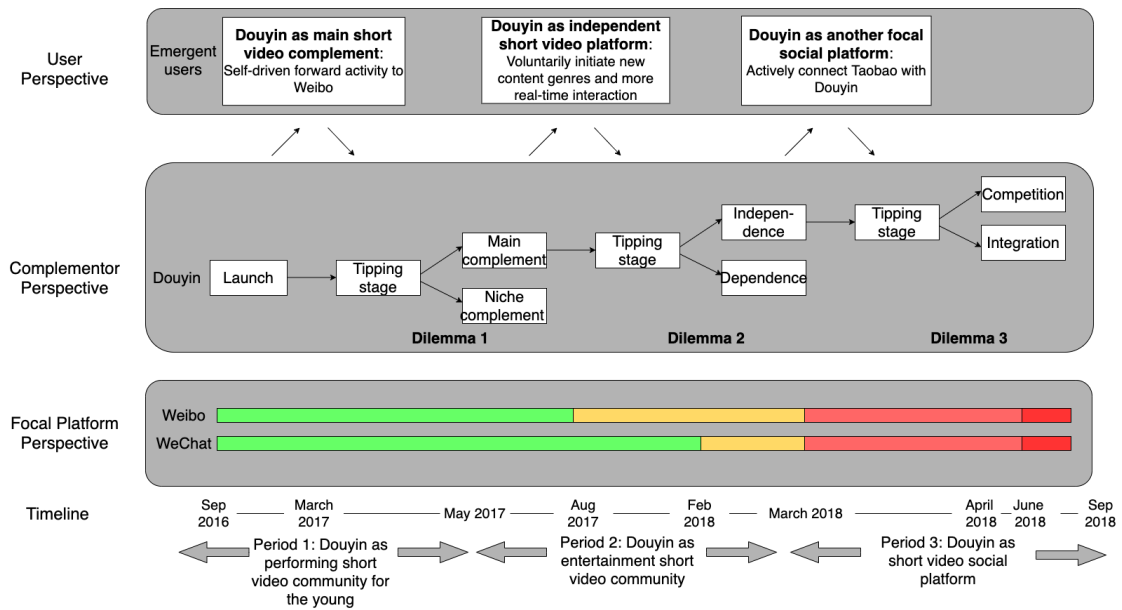 User
Perspective
Emergent
users
Douyin as main short
video complement:
Self-driven forward activity to
Weibo
Douyin as independent
short video platform:
Voluntarily initiate new
content genres and more
real-time interaction
Douyin as another focal
social platform:
Actively connect Taobao with
Douyin
Complementor
Perspective
Douyin
Launch
Tipping
stage
Main
complement
Niche
complement
Dilemma 1
Tipping
stage
Indepen-
dence
Dependence
Dilemma 2
Tipping
stage
Competition
Integration
Dilemma 3
Focal Platform
Perspective
Weibo
WeChat
Timeline
Sep
2016
March
2017
May 2017
Aug
2017
Feb
2018
March 2018
April
2018
June
2018
Sep
2018
Period 1: Douyin as
performing short
video community for
the young
Period 2: Douyin as
entertainment short
video community
Period 3: Douyin as
short video social
platform